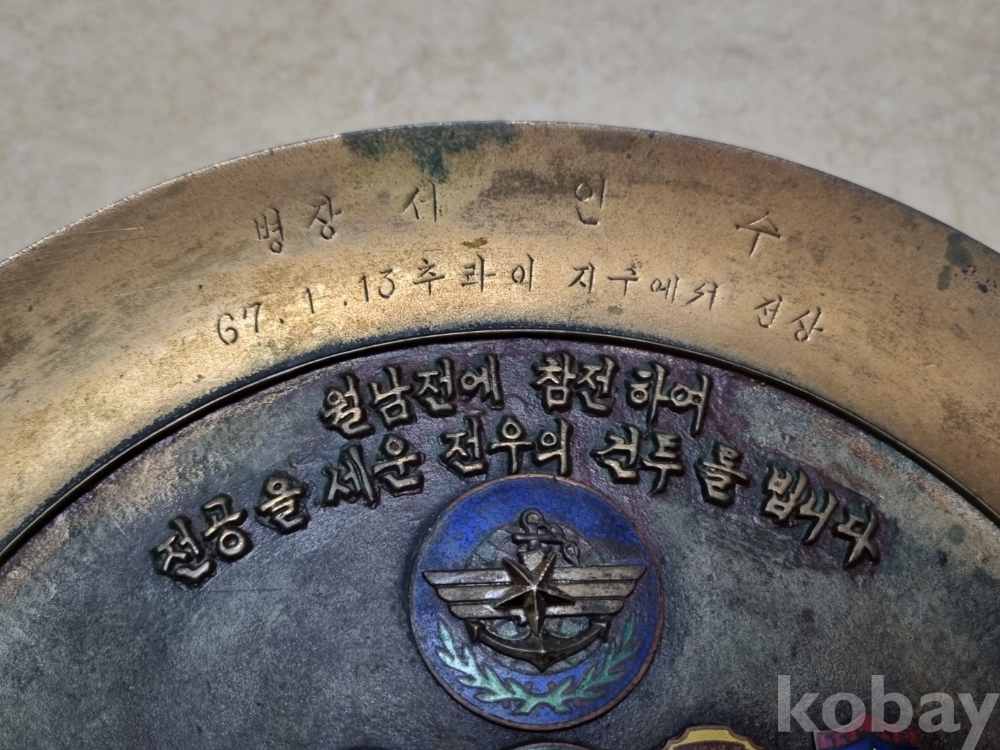 병장 서 인 수
67.1.13 추롸이 지구에서 전상
월남전에 참전하여
전공을 세운 전우의 건투를 빕니다
kobay